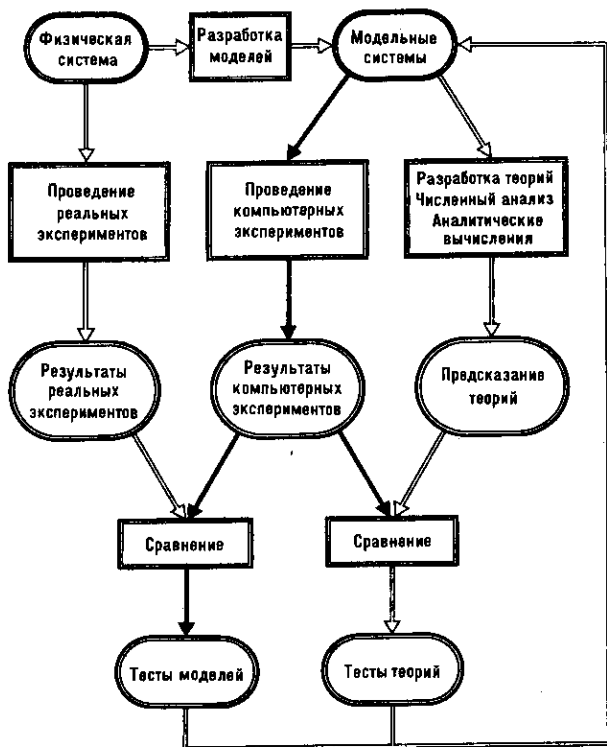 Физическая
система
Разработка
моделей
Модельные
системы
Проведение
реальных
экспериментов
Проведение
компьютерных
экспериментов
Разработка теорий
Численный анализ
Аналитические
вычисления
Результаты
реальных
экспериментов
Результаты
компьютерных
экспериментов
Предсказание
теорий
Сравнение
Сравнение
Тесты моделей
Тесты теорий